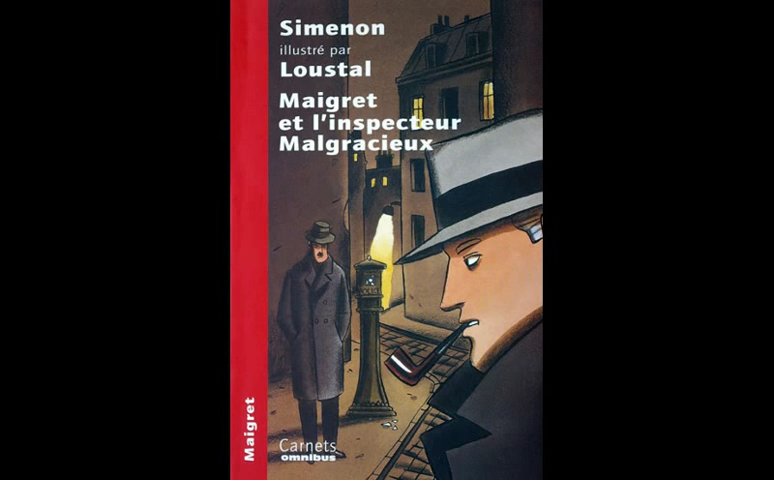 Simenon
illustré par
Loustal
Maigret
et l'inspecteur
Malgracieux
Maigret
Carnets
omnibus